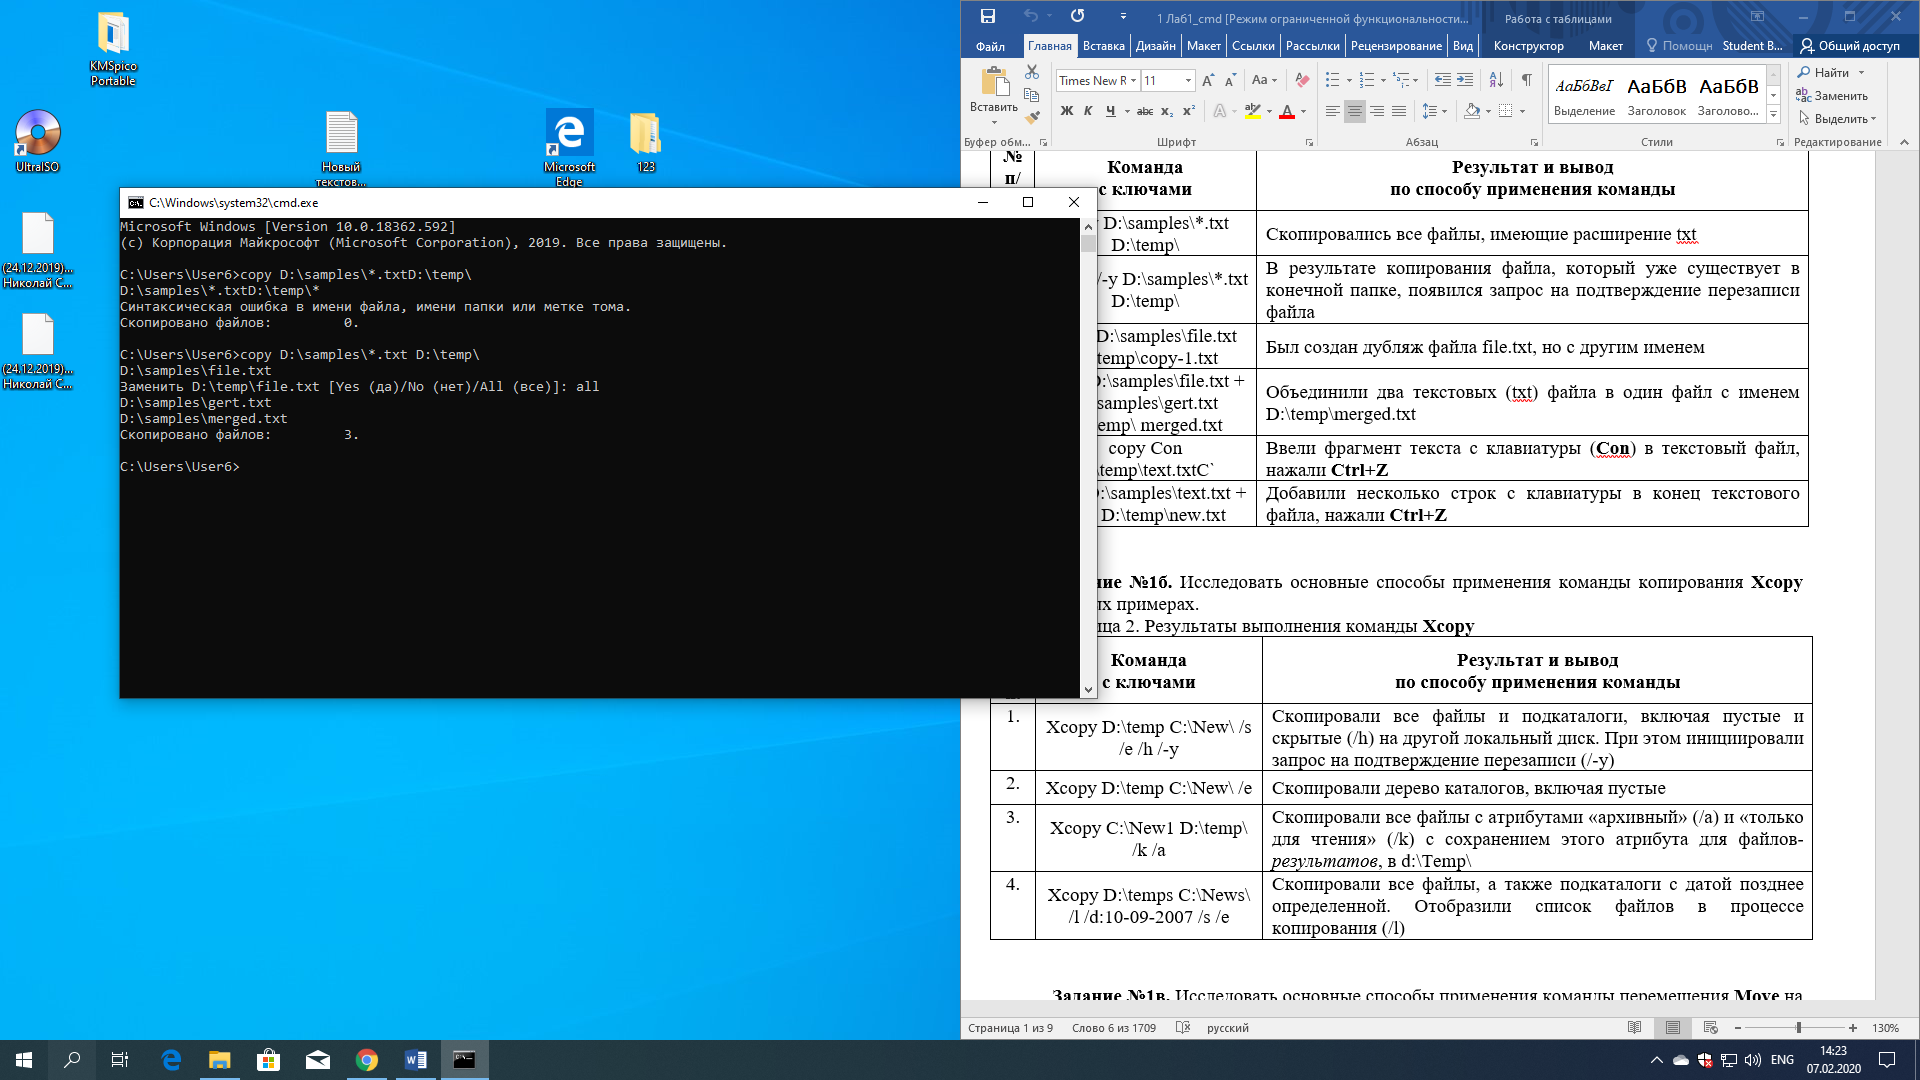 KMSpico
Portable
UltraISO
Новый
текстов...
Microsoft
Edge
123
(24.12.2019)...
Николай С...
(24.12.2019)...
Николай С...
C:\Windows\system32\cmd.exe
Microsoft Windows [Version 10.0.18362.592]
(c) Корпорация Майкрософт (Microsoft Corporation), 2019. Все права защищены.
C:\Users\User6>copy D:\samples\*.txtD:\temp\
D:\samples\*.txtD:\temp\*
Синтаксическая ошибка в имени файла, имени папки или метке тома.
Скопировано файлов: 0.
C:\Users\User6>copy D:\samples\*.txt D:\temp\
D:\samples\file.txt
Заменить D:\temp\file.txt [Yes (да)/No (нет)/All (все)]: all
D:\samples\gert.txt
D:\samples\merged.txt
Скопировано файлов: 3.
C:\Users\User6>
1 Лаб1_cmd [Режим ограниченной функциональности...
Работа с таблицами
Файл Главная Вставка Дизайн Макет Ссылки Рассылки Рецензирование Вид Конструктор Макет Помощн Student B... Общий доступ
Вставить
Буфер обм...
Times New R 11
Aa
Ж К Ч abc x₂ x²
Шрифт
Абзац
АаБбВвІ АаБбВ АаБбВ
Выделение Заголовок Заголово...
Стили
Найти
Заменить
Выделить
Редактирование
№
п/
Команда
с ключами
Результат и вывод
по способу применения команды
D:\samples\*.txt
D:\temp\
Скопировались все файлы, имеющие расширение txt
/-y D:\samples\*.txt
D:\temp\
В результате копирования файла, который уже существует в
конечной папке, появился запрос на подтверждение перезаписи
файла
D:\samples\file.txt
temp\copy-1.txt
Был создан дубляж файла file.txt, но с другим именем
D:\samples\file.txt +
samples\gert.txt
emp\ merged.txt
Объединили два текстовых (txt) файла в один файл с именем
D:\temp\merged.txt
copy Con
\temp\text.txtC`
Ввели фрагмент текста с клавиатуры (Con) в текстовый файл,
нажали Ctrl+Z
D:\samples\text.txt +
D:\temp\new.txt
Добавили несколько строк с клавиатуры в конец текстового
файла, нажали Ctrl+Z
ние №1б. Исследовать основные способы применения команды копирования Xcopy
ых примерах.
ца 2. Результаты выполнения команды Xcopy
Команда
с ключами
Результат и вывод
по способу применения команды
1.
Xcopy D:\temp C:\New\ /s
/e /h /-y
Скопировали все файлы и подкаталоги, включая пустые и
скрытые (/h) на другой локальный диск. При этом инициировали
запрос на подтверждение перезаписи (/-y)
2.
Xcopy D:\temp C:\New\ /e
Скопировали дерево каталогов, включая пустые
3.
Xcopy C:\New1 D:\temp\
/k /a
Скопировали все файлы с атрибутами «архивный» (/a) и «только
для чтения» (/k) с сохранением этого атрибута для файлов-
результатов, в d:\Temp\
4.
Xcopy D:\temps C:\News\
/l /d:10-09-2007 /s /e
Скопировали все файлы, а также подкаталоги с датой позднее
определенной. Отобразили список файлов в процессе
копирования (/l)
Задание №1в. Исследовать основные способы применения команды перемещения Move на
Страница 1 из 9 Слово 6 из 1709 русский
130%
ENG
14:23
07.02.2020